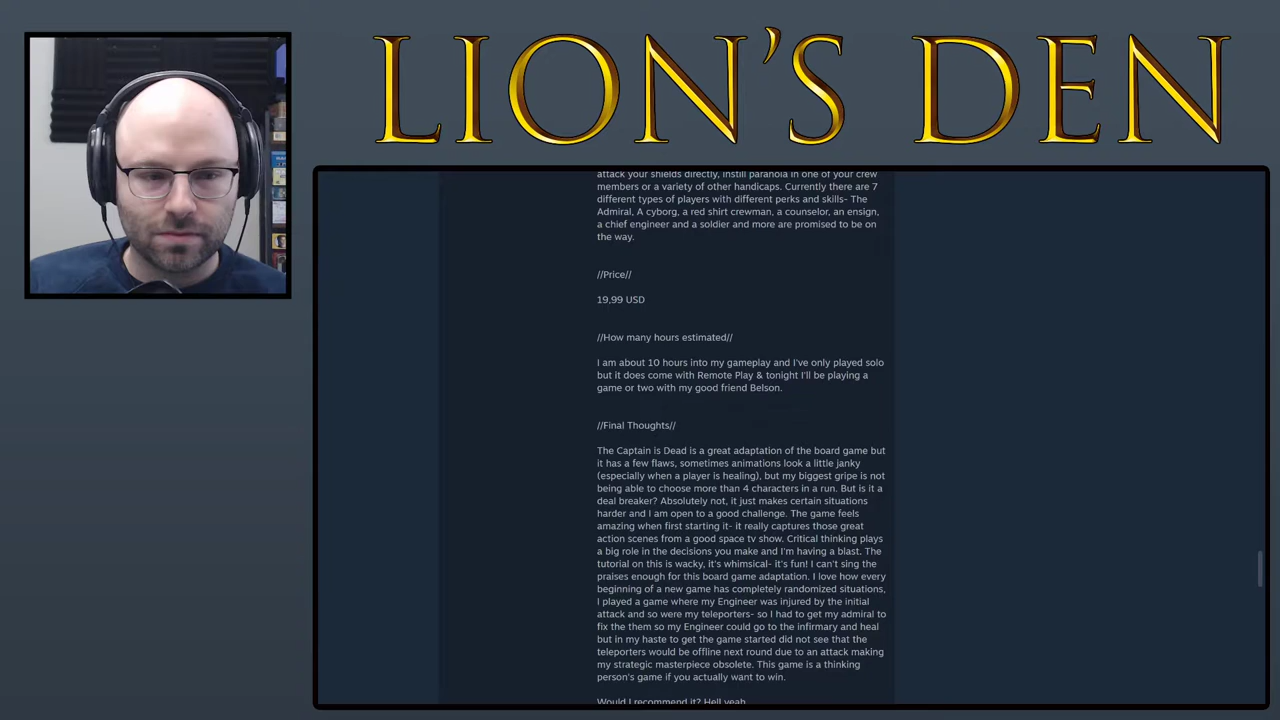 LION'S DEN
attack your shields directly, instill paranoia in one of your crew
members or a variety of other handicaps. Currently there are 7
different types of players with different perks and skills- The
Admiral, A cyborg, a red shirt crewman, a counselor, an ensign,
a chief engineer and a soldier and more are promised to be on
the way.
//Price//
19,99 USD
//How many hours estimated//
I am about 10 hours into my gameplay and I've only played solo
but it does come with Remote Play & tonight I'll be playing a
game or two with my good friend Belson.
//Final Thoughts//
The Captain is Dead is a great adaptation of the board game but
it has a few flaws, sometimes animations look a little janky
(especially when a player is healing), but my biggest gripe is not
being able to choose more than 4 characters in a run. But is it a
deal breaker? Absolutely not, it just makes certain situations
harder and I am open to a good challenge. The game feels
amazing when first starting it- it really captures those great
action scenes from a good space tv show. Critical thinking plays
a big role in the decisions you make and I'm having a blast. The
tutorial on this is wacky, it's whimsical- it's fun! I can't sing the
praises enough for this board game adaptation. I love how every
beginning of a new game has completely randomized situations,
I played a game where my Engineer was injured by the initial
attack and so were my teleporters- so I had to get my admiral to
fix the them so my Engineer could go to the infirmary and heal
but in my haste to get the game started did not see that the
teleporters would be offline next round due to an attack making
my strategic masterpiece obsolete. This game is a thinking
person's game if you actually want to win.
Would I recommend it? Hell yeah